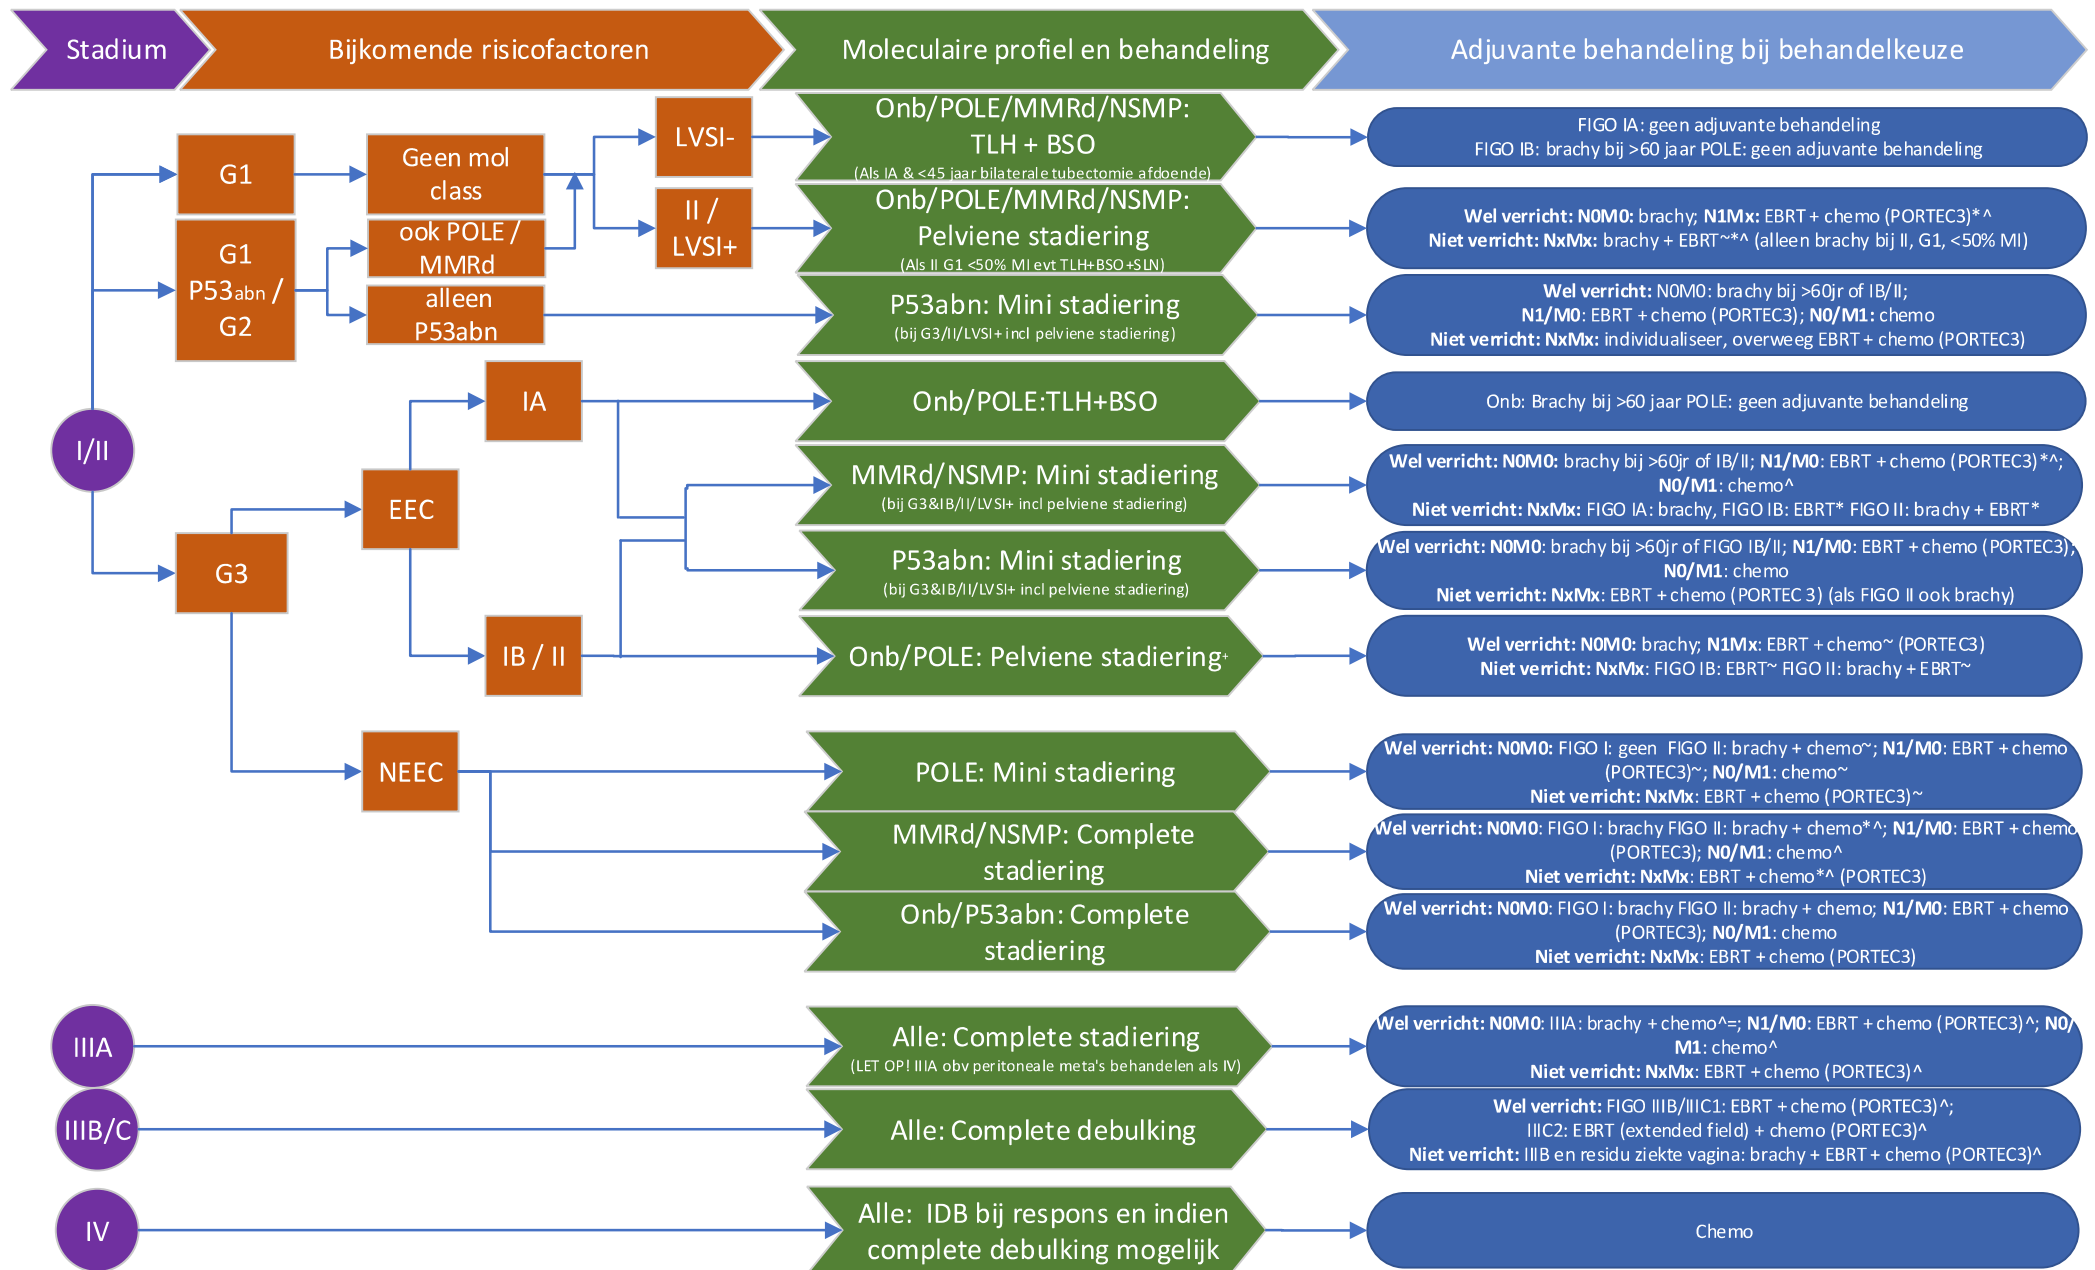 Stadium
Bijkomende risicofactoren
Moleculaire profiel en behandeling
Adjuvante behandeling bij behandelkeuze
G1
Geen mol
class
LVSI-
Onb/POLE/MMRd/NSMP:
TLH + BSO
(Als IA & <45 jaar bilaterale tubectomie afdoende)
FIGO IA: geen adjuvante behandeling
FIGO IB: brachy bij >60 jaar POLE: geen adjuvante behandeling
II /
LVSI+
Onb/POLE/MMRd/NSMP:
Pelviene stadiering
(Als II G1 <50% MI evt TLH+BSO+SLN)
Wel verricht: N0M0: brachy; N1Mx: EBRT + chemo (PORTEC3)*^
Niet verricht: NxMx: brachy + EBRT~*^ (alleen brachy bij II, G1, <50% MI)
G1
P53abn /
G2
ook POLE /
MMRd
alleen
P53abn
P53abn: Mini stadiering
(bij G3/II/LVSI+ incl pelviene stadiering)
Wel verricht: N0M0: brachy bij >60jr of IB/II;
N1/M0: EBRT + chemo (PORTEC3); N0/M1: chemo
Niet verricht: NxMx: individualiseer, overweeg EBRT + chemo (PORTEC3)
I/II
IA
Onb/POLE:TLH+BSO
Onb: Brachy bij >60 jaar POLE: geen adjuvante behandeling
EEC
MMRd/NSMP: Mini stadiering
(bij G3&IB/II/LVSI+ incl pelviene stadiering)
Wel verricht: N0M0: brachy bij >60jr of IB/II; N1/M0: EBRT + chemo (PORTEC3)*^;
N0/M1: chemo^
Niet verricht: NxMx: FIGO IA: brachy, FIGO IB: EBRT* FIGO II: brachy + EBRT*
G3
P53abn: Mini stadiering
(bij G3&IB/II/LVSI+ incl pelviene stadiering)
Wel verricht: N0M0: brachy bij >60jr of FIGO IB/II; N1/M0: EBRT + chemo (PORTEC3);
N0/M1: chemo
Niet verricht: NxMx: EBRT + chemo (PORTEC 3) (als FIGO II ook brachy)
IB / II
Onb/POLE: Pelviene stadiering+
Wel verricht: N0M0: brachy; N1Mx: EBRT + chemo~ (PORTEC3)
Niet verricht: NxMx: FIGO IB: EBRT~ FIGO II: brachy + EBRT~
NEEC
POLE: Mini stadiering
Wel verricht: N0M0: FIGO I: geen FIGO II: brachy + chemo~; N1/M0: EBRT + chemo
(PORTEC3)~; N0/M1: chemo~
Niet verricht: NxMx: EBRT + chemo (PORTEC3)~
MMRd/NSMP: Complete
stadiering
Wel verricht: N0M0: FIGO I: brachy FIGO II: brachy + chemo*^; N1/M0: EBRT + chemo
(PORTEC3); N0/M1: chemo^
Niet verricht: NxMx: EBRT + chemo*^ (PORTEC3)
Onb/P53abn: Complete
stadiering
Wel verricht: N0M0: FIGO I: brachy FIGO II: brachy + chemo; N1/M0: EBRT + chemo
(PORTEC3); N0/M1: chemo
Niet verricht: NxMx: EBRT + chemo (PORTEC3)
IIIA
Alle: Complete stadiering
(LET OP! IIIA obv peritoneale meta's behandelen als IV)
Wel verricht: N0M0: IIIA: brachy + chemo^=; N1/M0: EBRT + chemo (PORTEC3)^; N0/
M1: chemo^
Niet verricht: NxMx: EBRT + chemo (PORTEC3)^
IIIB/C
Alle: Complete debulking
Wel verricht: FIGO IIIB/IIIC1: EBRT + chemo (PORTEC3)^;
IIIC2: EBRT (extended field) + chemo (PORTEC3)^
Niet verricht: IIIB en residu ziekte vagina: brachy + EBRT + chemo (PORTEC3)^
IV
Alle: IDB bij respons en indien
complete debulking mogelijk
Chemo